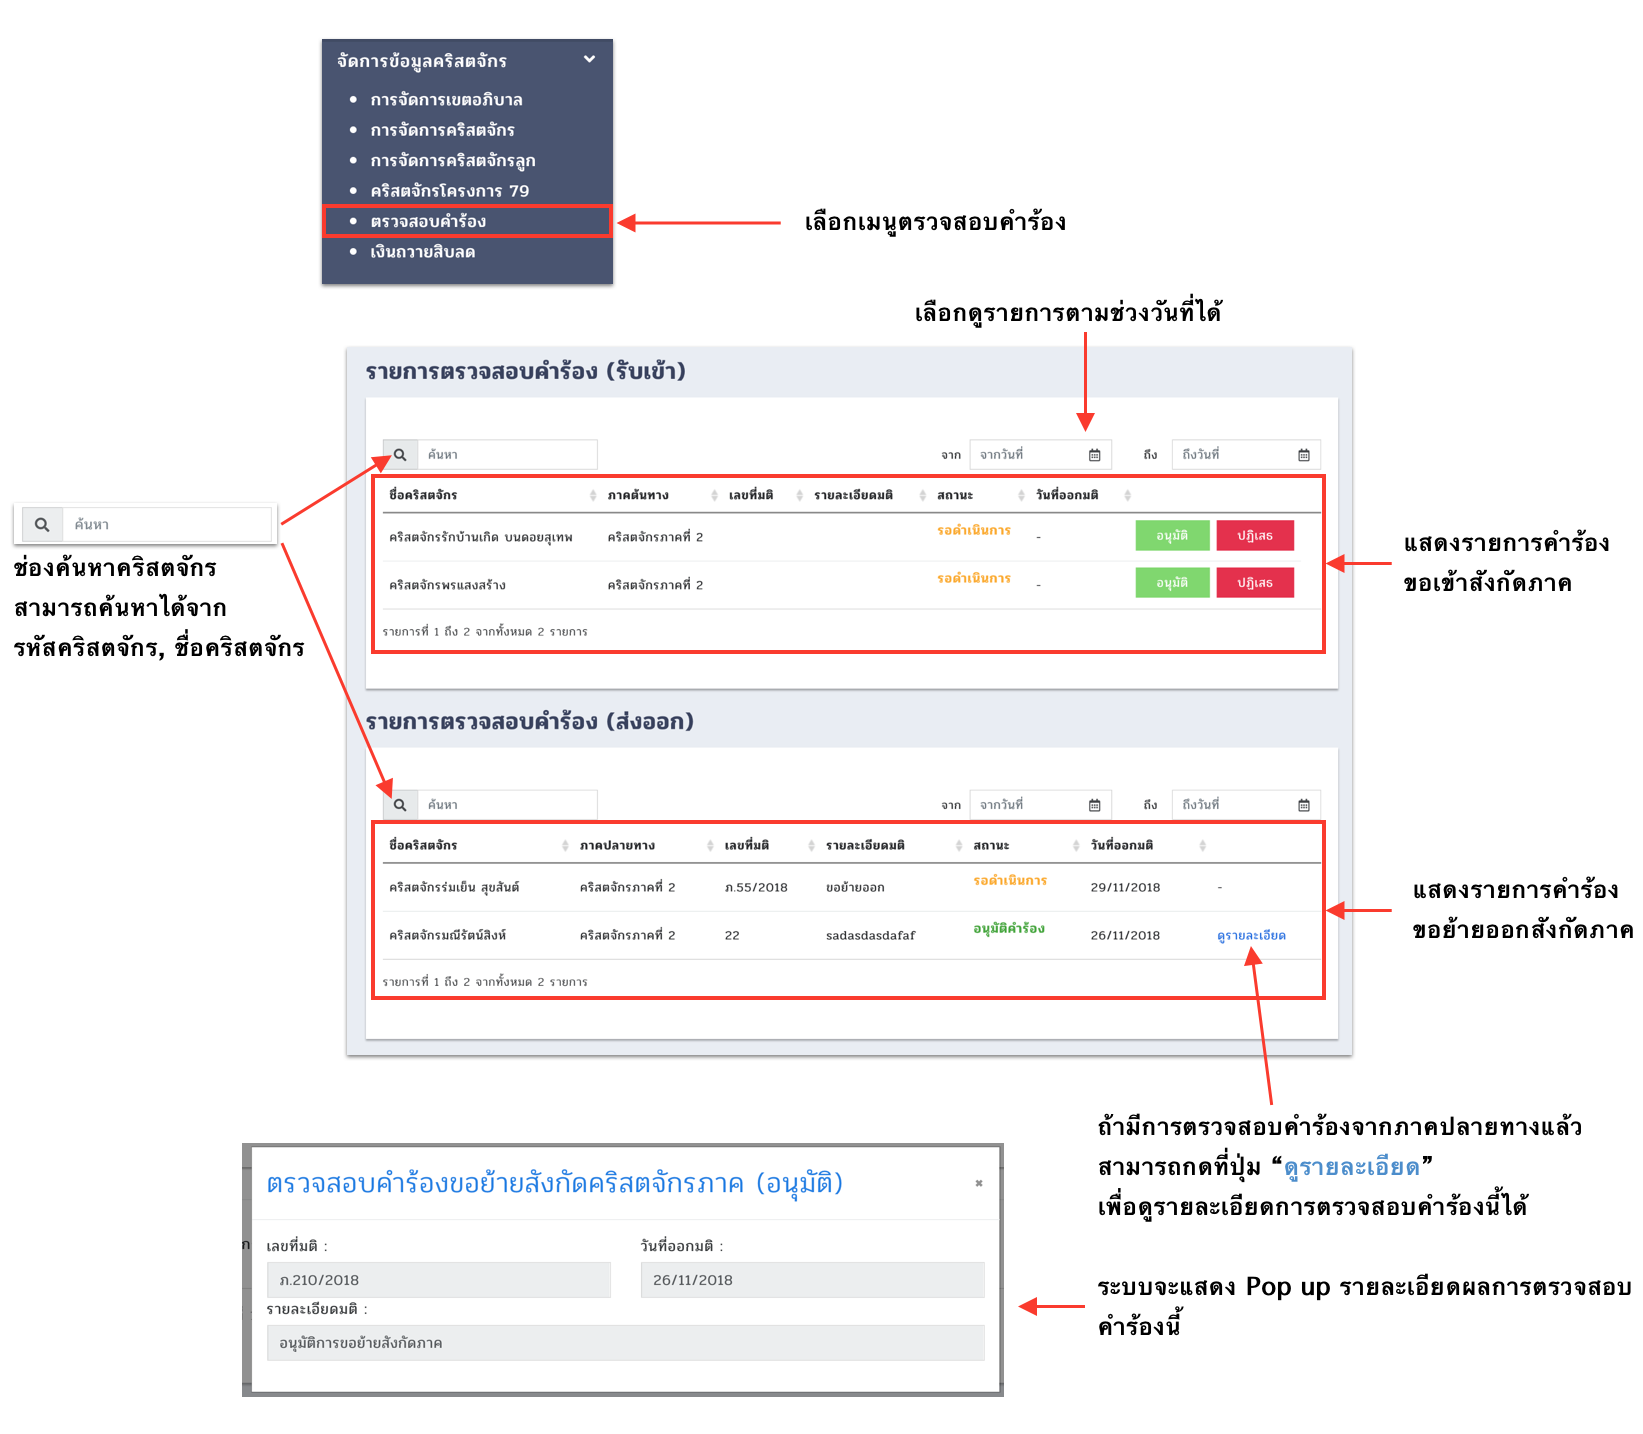 จัดการข้อมูลคริสตจักร
การจัดการเขตอภิบาล
การจัดการคริสตจักร
การจัดการคริสตจักรลูก
คริสตจักรโครงการ 79
ตรวจสอบคำร้อง
เงินถวายสิบลด
เลือกเมนูตรวจสอบคำร้อง
เลือกดูรายการตามช่วงวันที่ได้
รายการตรวจสอบคำร้อง (รับเข้า)
ค้นหา จาก จากวันที่ ถึง ถึงวันที่
ชื่อคริสตจักร ภาคต้นทาง เลขที่มติ รายละเอียดมติ สถานะ วันที่ออกมติ
คริสตจักรรักบ้านเกิด บนดอยสุเทพ คริสตจักรภาคที่ 2 รอดำเนินการ - อนุมัติ ปฏิเสธ
คริสตจักรพรแสงสร้าง คริสตจักรภาคที่ 2 รอดำเนินการ - อนุมัติ ปฏิเสธ
รายการที่ 1 ถึง 2 จากทั้งหมด 2 รายการ
ค้นหา
ช่องค้นหาคริสตจักร
สามารถค้นหาได้จาก
รหัสคริสตจักร, ชื่อคริสตจักร
แสดงรายการคำร้อง
ขอเข้าสังกัดภาค
รายการตรวจสอบคำร้อง (ส่งออก)
ค้นหา จาก จากวันที่ ถึง ถึงวันที่
ชื่อคริสตจักร ภาคปลายทาง เลขที่มติ รายละเอียดมติ สถานะ วันที่ออกมติ
คริสตจักรร่มเย็น สุขสันต์ คริสตจักรภาคที่ 2 ภ.55/2018 ขอย้ายออก รอดำเนินการ 29/11/2018 -
คริสตจักรมณีรัตน์สิงห์ คริสตจักรภาคที่ 2 22 sadasdasdafaf อนุมัติคำร้อง 26/11/2018 ดูรายละเอียด
รายการที่ 1 ถึง 2 จากทั้งหมด 2 รายการ
แสดงรายการคำร้อง
ขอย้ายออกสังกัดภาค
ถ้ามีการตรวจสอบคำร้องจากภาคปลายทางแล้ว
สามารถกดที่ปุ่ม “ดูรายละเอียด”
เพื่อดูรายละเอียดการตรวจสอบคำร้องนี้ได้
ตรวจสอบคำร้องขอย้ายสังกัดคริสตจักรภาค (อนุมัติ) ×
เลขที่มติ : วันที่ออกมติ :
ภ.210/2018 26/11/2018
รายละเอียดมติ :
อนุมัติการขอย้ายสังกัดภาค
ระบบจะแสดง Pop up รายละเอียดผลการตรวจสอบ
คำร้องนี้